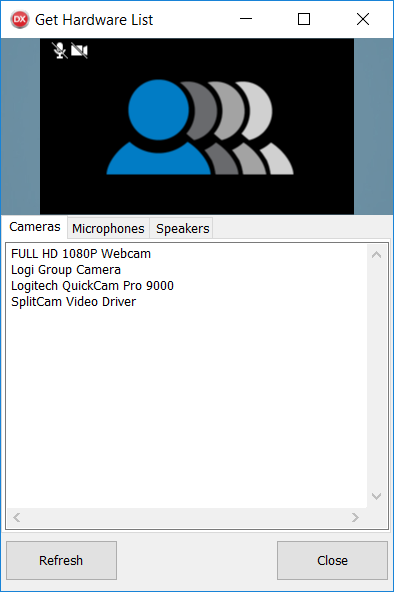 DX Get Hardware List
Cameras Microphones Speakers
FULL HD 1080P Webcam
Logi Group Camera
Logitech QuickCam Pro 9000
SplitCam Video Driver
Refresh Close